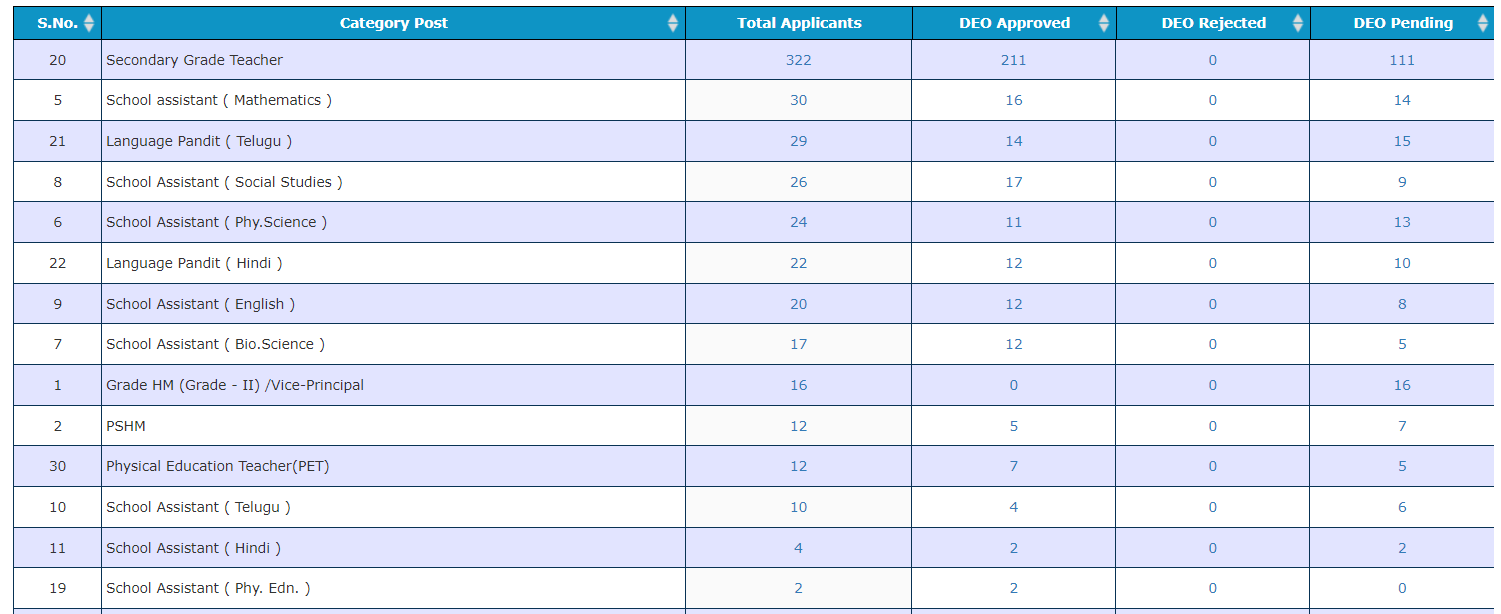 S.No. Category Post Total Applicants DEO Approved DEO Rejected DEO Pending
20 Secondary Grade Teacher 322 211 0 111
5 School assistant ( Mathematics ) 30 16 0 14
21 Language Pandit ( Telugu ) 29 14 0 15
8 School Assistant ( Social Studies ) 26 17 0 9
6 School Assistant ( Phy.Science ) 24 11 0 13
22 Language Pandit ( Hindi ) 22 12 0 10
9 School Assistant ( English ) 20 12 0 8
7 School Assistant ( Bio.Science ) 17 12 0 5
1 Grade HM (Grade - II) /Vice-Principal 16 0 0 16
2 PSHM 12 5 0 7
30 Physical Education Teacher(PET) 12 7 0 5
10 School Assistant ( Telugu ) 10 4 0 6
11 School Assistant ( Hindi ) 4 2 0 2
19 School Assistant ( Phy. Edn. ) 2 2 0 0